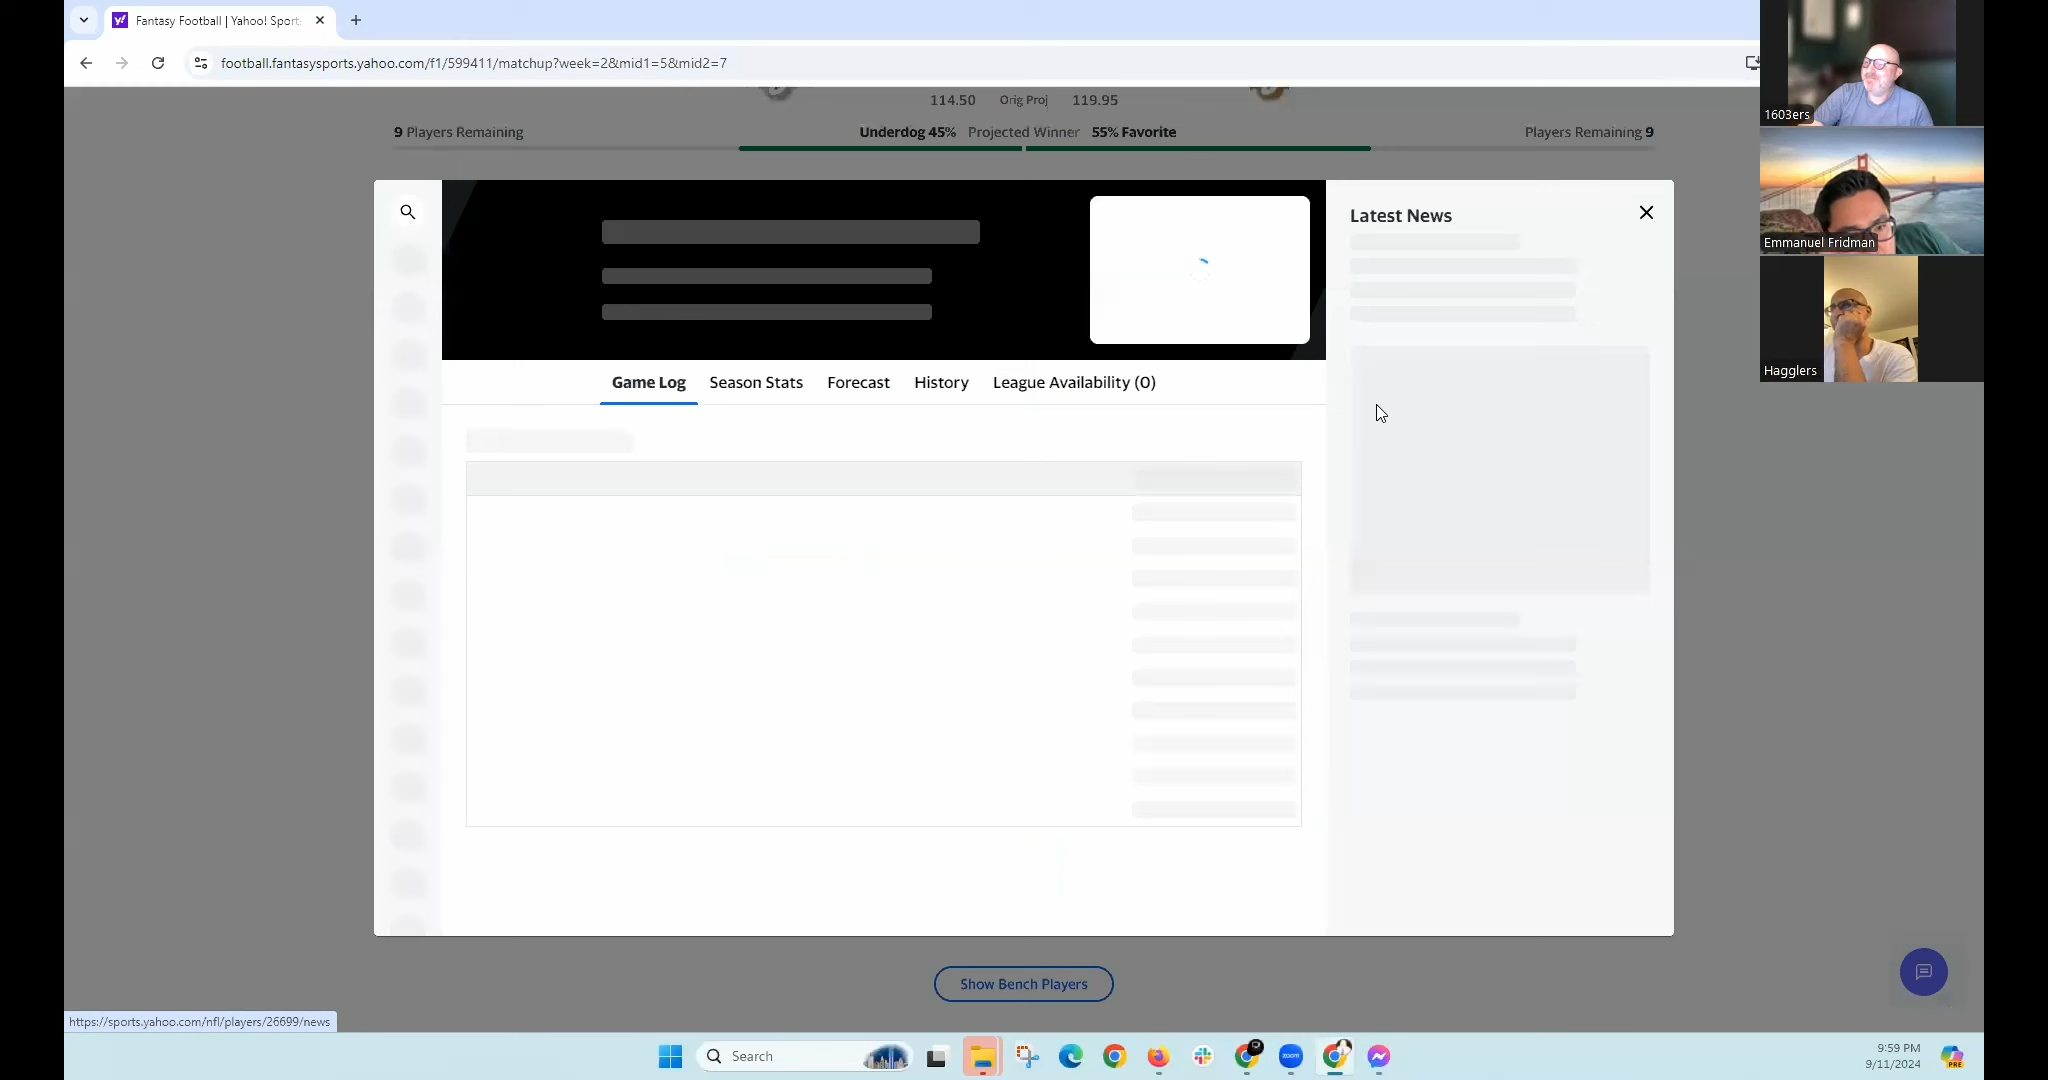 Fantasy Football | Yahoo! Sport
football.fantasysports.yahoo.com/f1/599411/matchup?week=2&mid1=5&mid2=7
114.50 Orig Proj 119.95
9 Players Remaining Underdog 45% Projected Winner 55% Favorite Players Remaining 9
Latest News
Game Log Season Stats Forecast History League Availability (0)
Show Bench Players
https://sports.yahoo.com/nfl/players/26699/news
1603ers
Emmanuel Fridman
Hagglers
Search
zoom
PRE
9:59 PM
9/11/2024